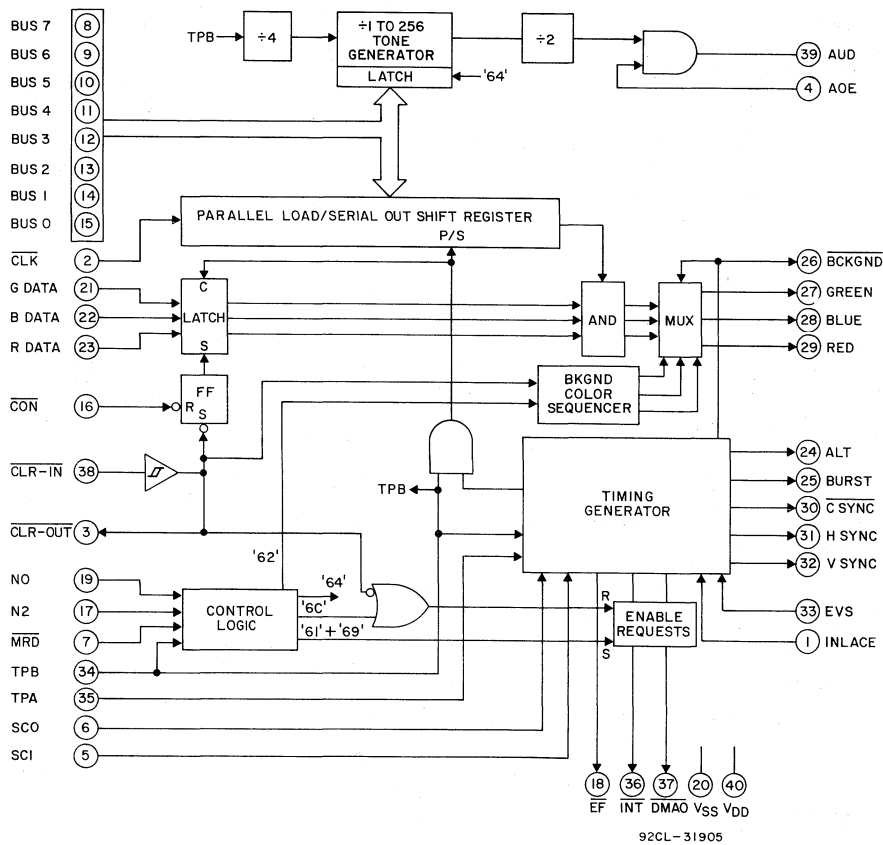 BUS 7 8
BUS 6 9
BUS 5 10
BUS 4 11
BUS 3 12
BUS 2 13
BUS 1 14
BUS 0 15
TPB
÷4
÷1 TO 256
TONE
GENERATOR
LATCH
'64'
÷2
39 AUD
4 AOE
PARALLEL LOAD/SERIAL OUT SHIFT REGISTER
P/S
CLK 2
G DATA 21
B DATA 22
R DATA 23
C
LATCH
S
AND
MUX
26 BCKGND
27 GREEN
28 BLUE
29 RED
FF
R
S
CON 16
BKGND
COLOR
SEQUENCER
CLR-IN 38
CLR-OUT 3
TPB
TIMING
GENERATOR
24 ALT
25 BURST
30 C SYNC
31 H SYNC
32 V SYNC
'62'
N0 19
N2 17
MRD 7
TPB 34
TPA 35
SC0 6
SC1 5
CONTROL
LOGIC
'64'
'6C'
'61'+'69'
R
S
ENABLE
REQUESTS
33 EVS
1 INLACE
18 36 37 20 40
EF INT DMAO VSS VDD
92CL-31905